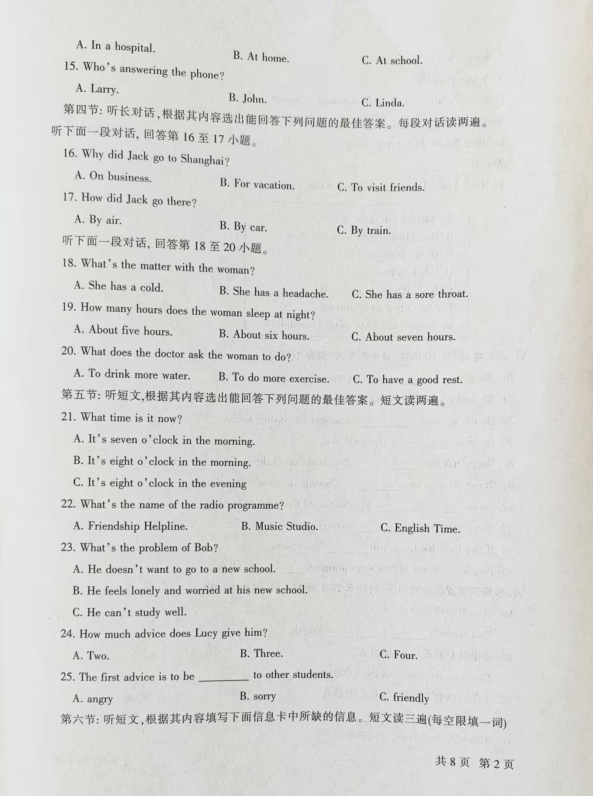 A. In a hospital. B. At home. C. At school.
15. Who's answering the phone?
A. Larry. B. John. C. Linda.
第四节: 听长对话,根据其内容选出能回答下列问题的最佳答案。每段对话读两遍。
听下面一段对话, 回答第 16 至 17 小题。
16. Why did Jack go to Shanghai?
A. On business. B. For vacation. C. To visit friends.
17. How did Jack go there?
A. By air. B. By car. C. By train.
听下面一段对话, 回答第 18 至 20 小题。
18. What's the matter with the woman?
A. She has a cold. B. She has a headache. C. She has a sore throat.
19. How many hours does the woman sleep at night?
A. About five hours. B. About six hours. C. About seven hours.
20. What does the doctor ask the woman to do?
A. To drink more water. B. To do more exercise. C. To have a good rest.
第五节: 听短文,根据其内容选出能回答下列问题的最佳答案。短文读两遍。
21. What time is it now?
A. It's seven o'clock in the morning.
B. It's eight o'clock in the morning.
C. It's eight o'clock in the evening
22. What's the name of the radio programme?
A. Friendship Helpline. B. Music Studio. C. English Time.
23. What's the problem of Bob?
A. He doesn't want to go to a new school.
B. He feels lonely and worried at his new school.
C. He can't study well.
24. How much advice does Lucy give him?
A. Two. B. Three. C. Four.
25. The first advice is to be ________ to other students.
A. angry B. sorry C. friendly
第六节: 听短文,根据其内容填写下面信息卡中所缺的信息。短文读三遍(每空限填一词)
共 8 页 第 2 页